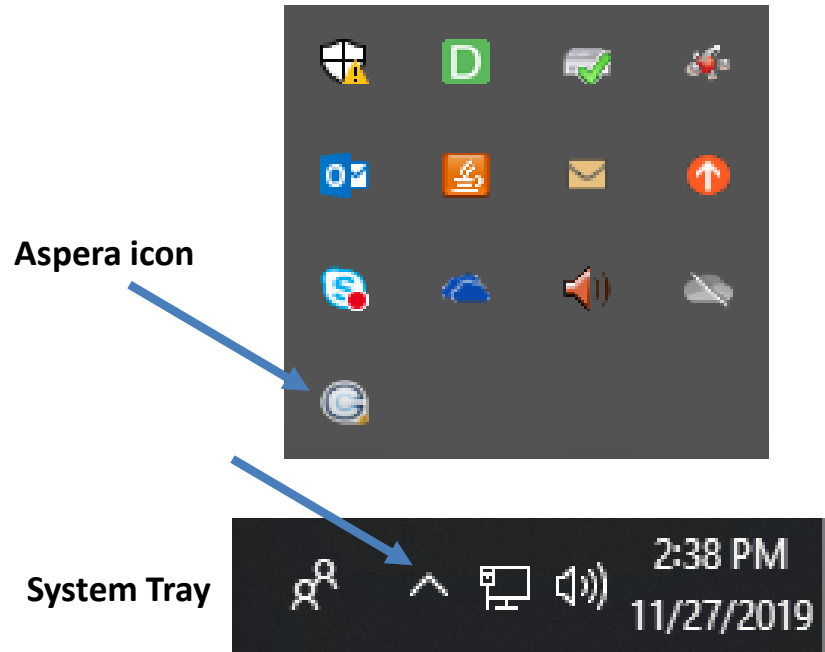 D
O
Aspera icon
S
C
2:38 PM
System Tray
11/27/2019